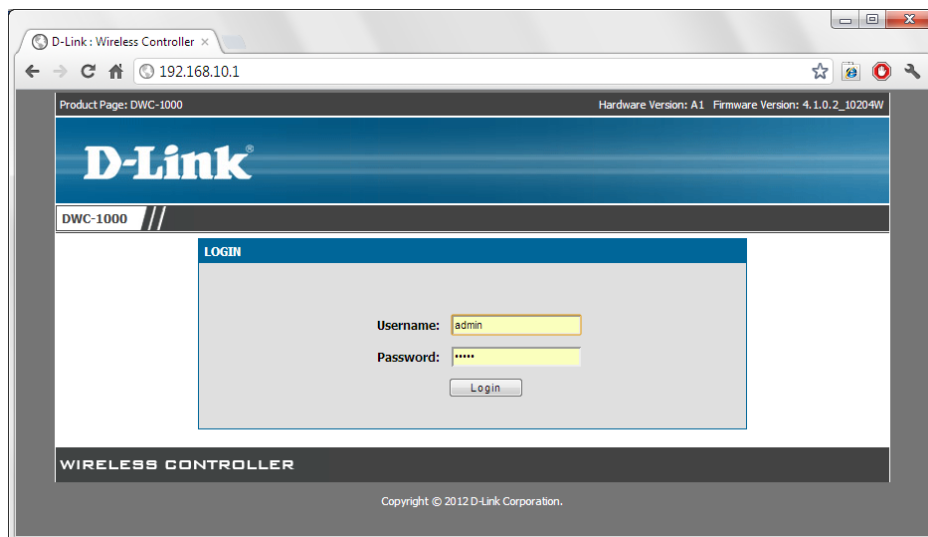 D-Link : Wireless Controller
192.168.10.1
Product Page: DWC-1000 Hardware Version: A1 Firmware Version: 4.1.0.2_10204W
D-Link®
DWC-1000
LOGIN
Username: admin
Password: •••••
Login
WIRELESS CONTROLLER
Copyright © 2012 D-Link Corporation.